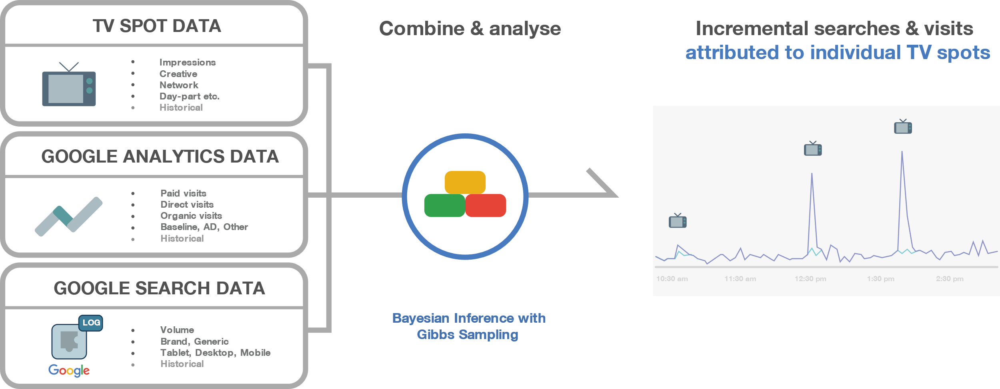 TV SPOT DATA
Impressions
Creative
Network
Day-part etc.
Historical
GOOGLE ANALYTICS DATA
Paid visits
Direct visits
Organic visits
Baseline, AD, Other
Historical
GOOGLE SEARCH DATA
LOG
Google
Volume
Brand, Generic
Tablet, Desktop, Mobile
Historical
Combine & analyse
Bayesian Inference with
Gibbs Sampling
Incremental searches & visits
attributed to individual TV spots
10:30 am 11:30 am 12:30 pm 1:30 pm 2:30 pm